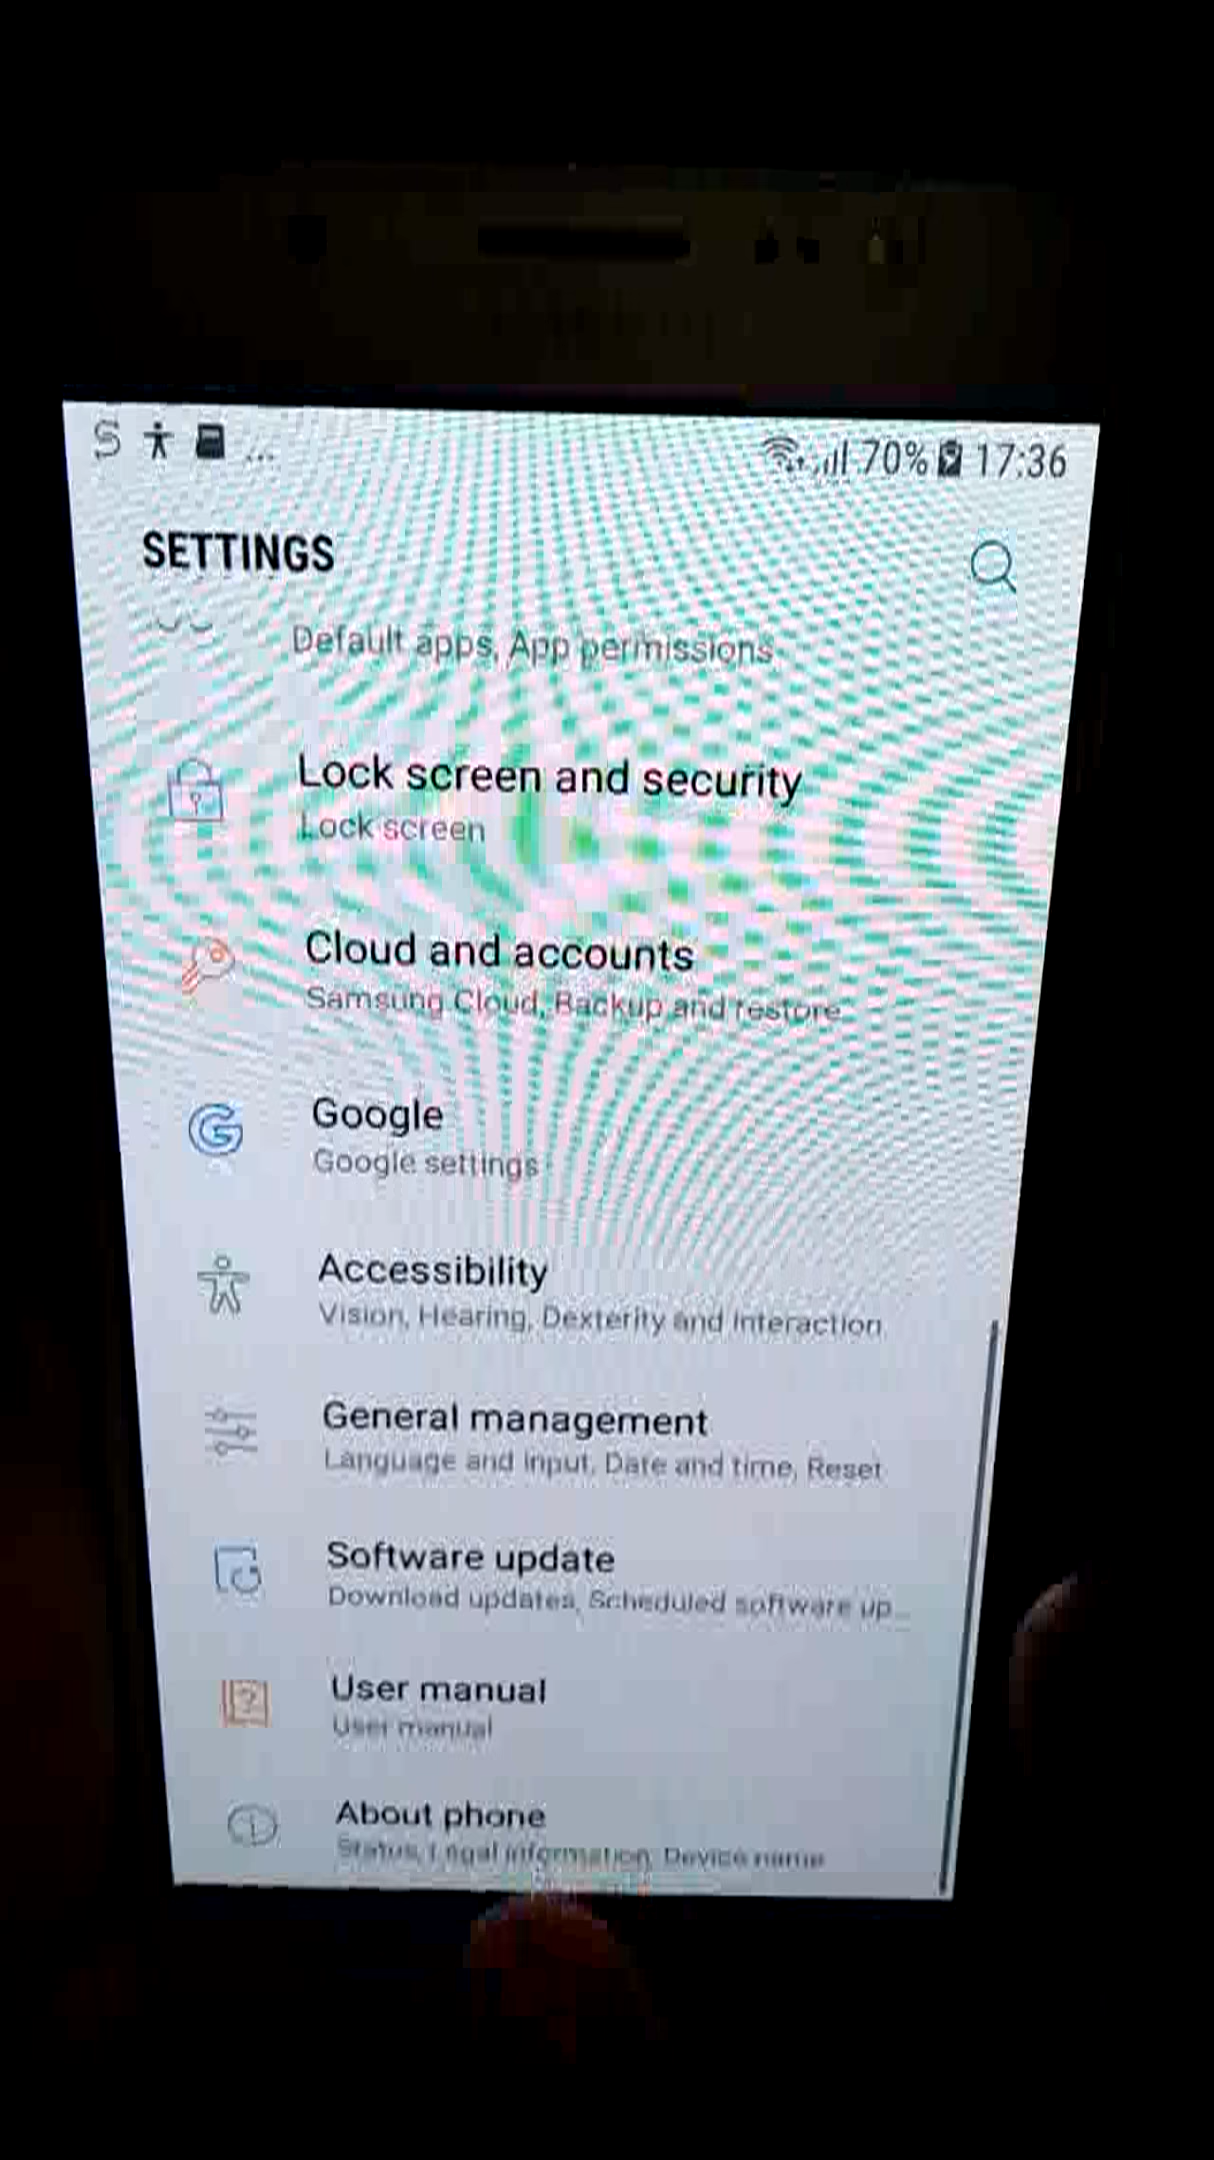 70% 17:36
SETTINGS
Default apps, App permissions
Lock screen and security
Lock screen
Cloud and accounts
Samsung Cloud, Backup and restore
Google
Google settings
Accessibility
Vision, Hearing, Dexterity and interaction
General management
Language and input, Date and time, Reset
Software update
Download updates, Scheduled software up...
User manual
User manual
About phone
Status, Legal information, Device name